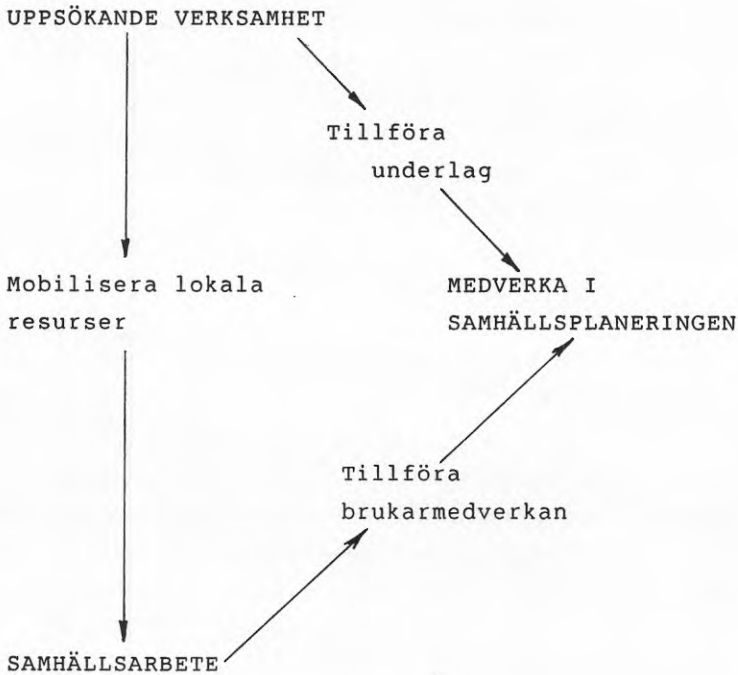 UPPSÖKANDE VERKSAMHET
Tillföra
underlag
Mobilisera lokala
resurser
MEDVERKA I
SAMHÄLLSPLANERINGEN
Tillföra
brukarmedverkan
SAMHÄLLSARBETE